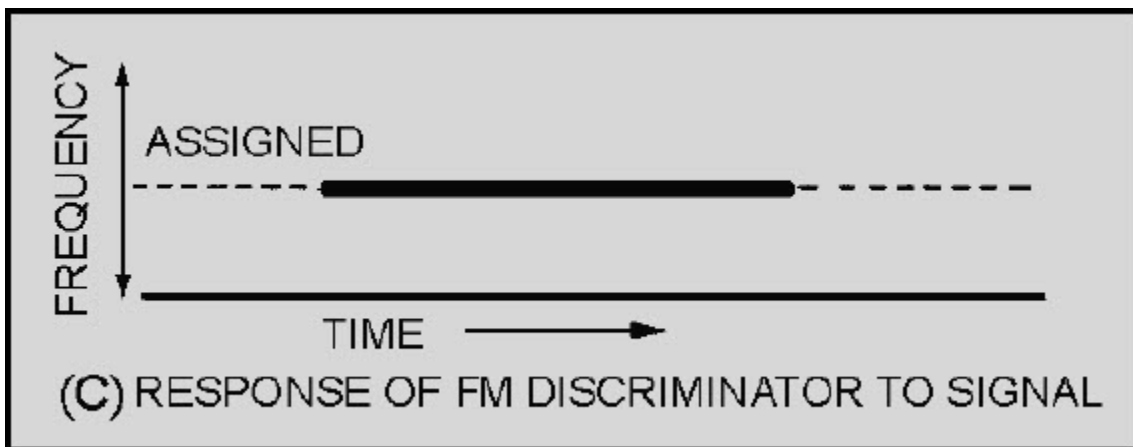 FREQUENCY
ASSIGNED
TIME
(C) RESPONSE OF FM DISCRIMINATOR TO SIGNAL